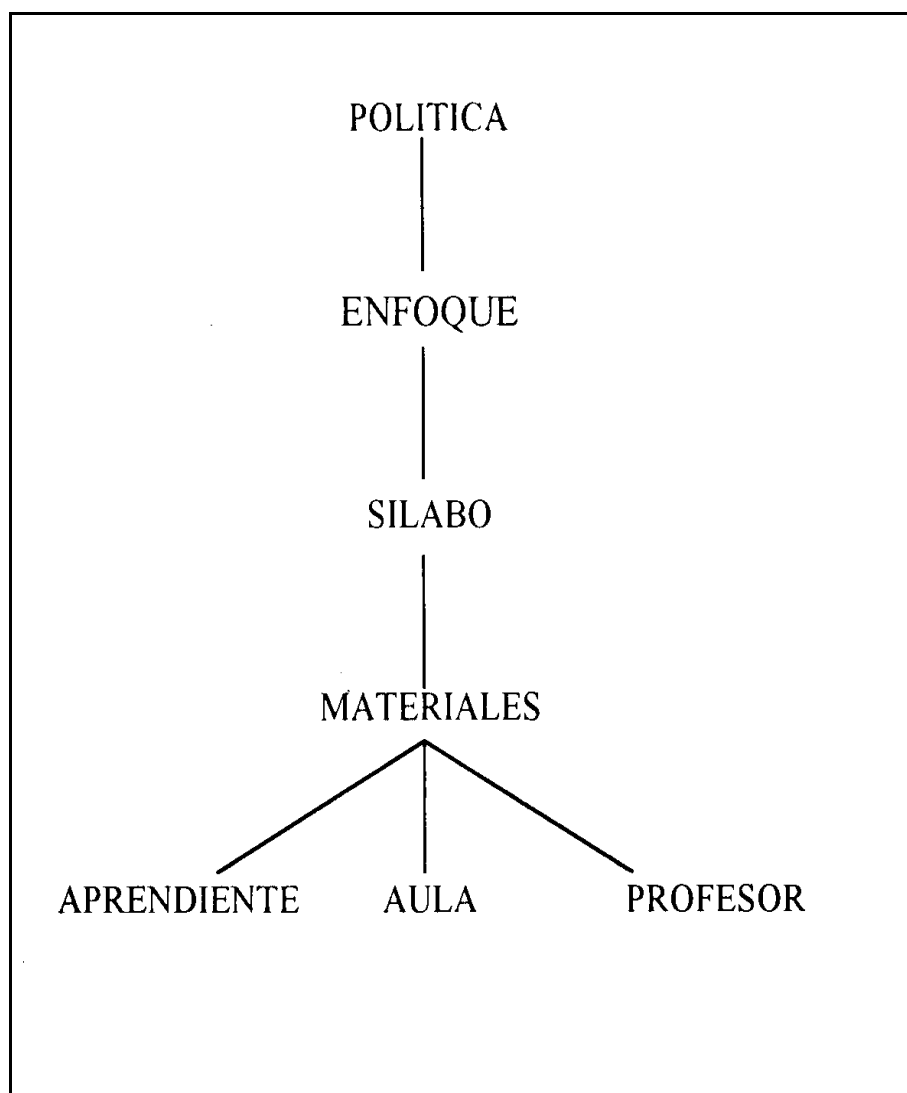 POLITICA
ENFOQUE
SILABO
MATERIALES
APRENDIENTE AULA PROFESOR